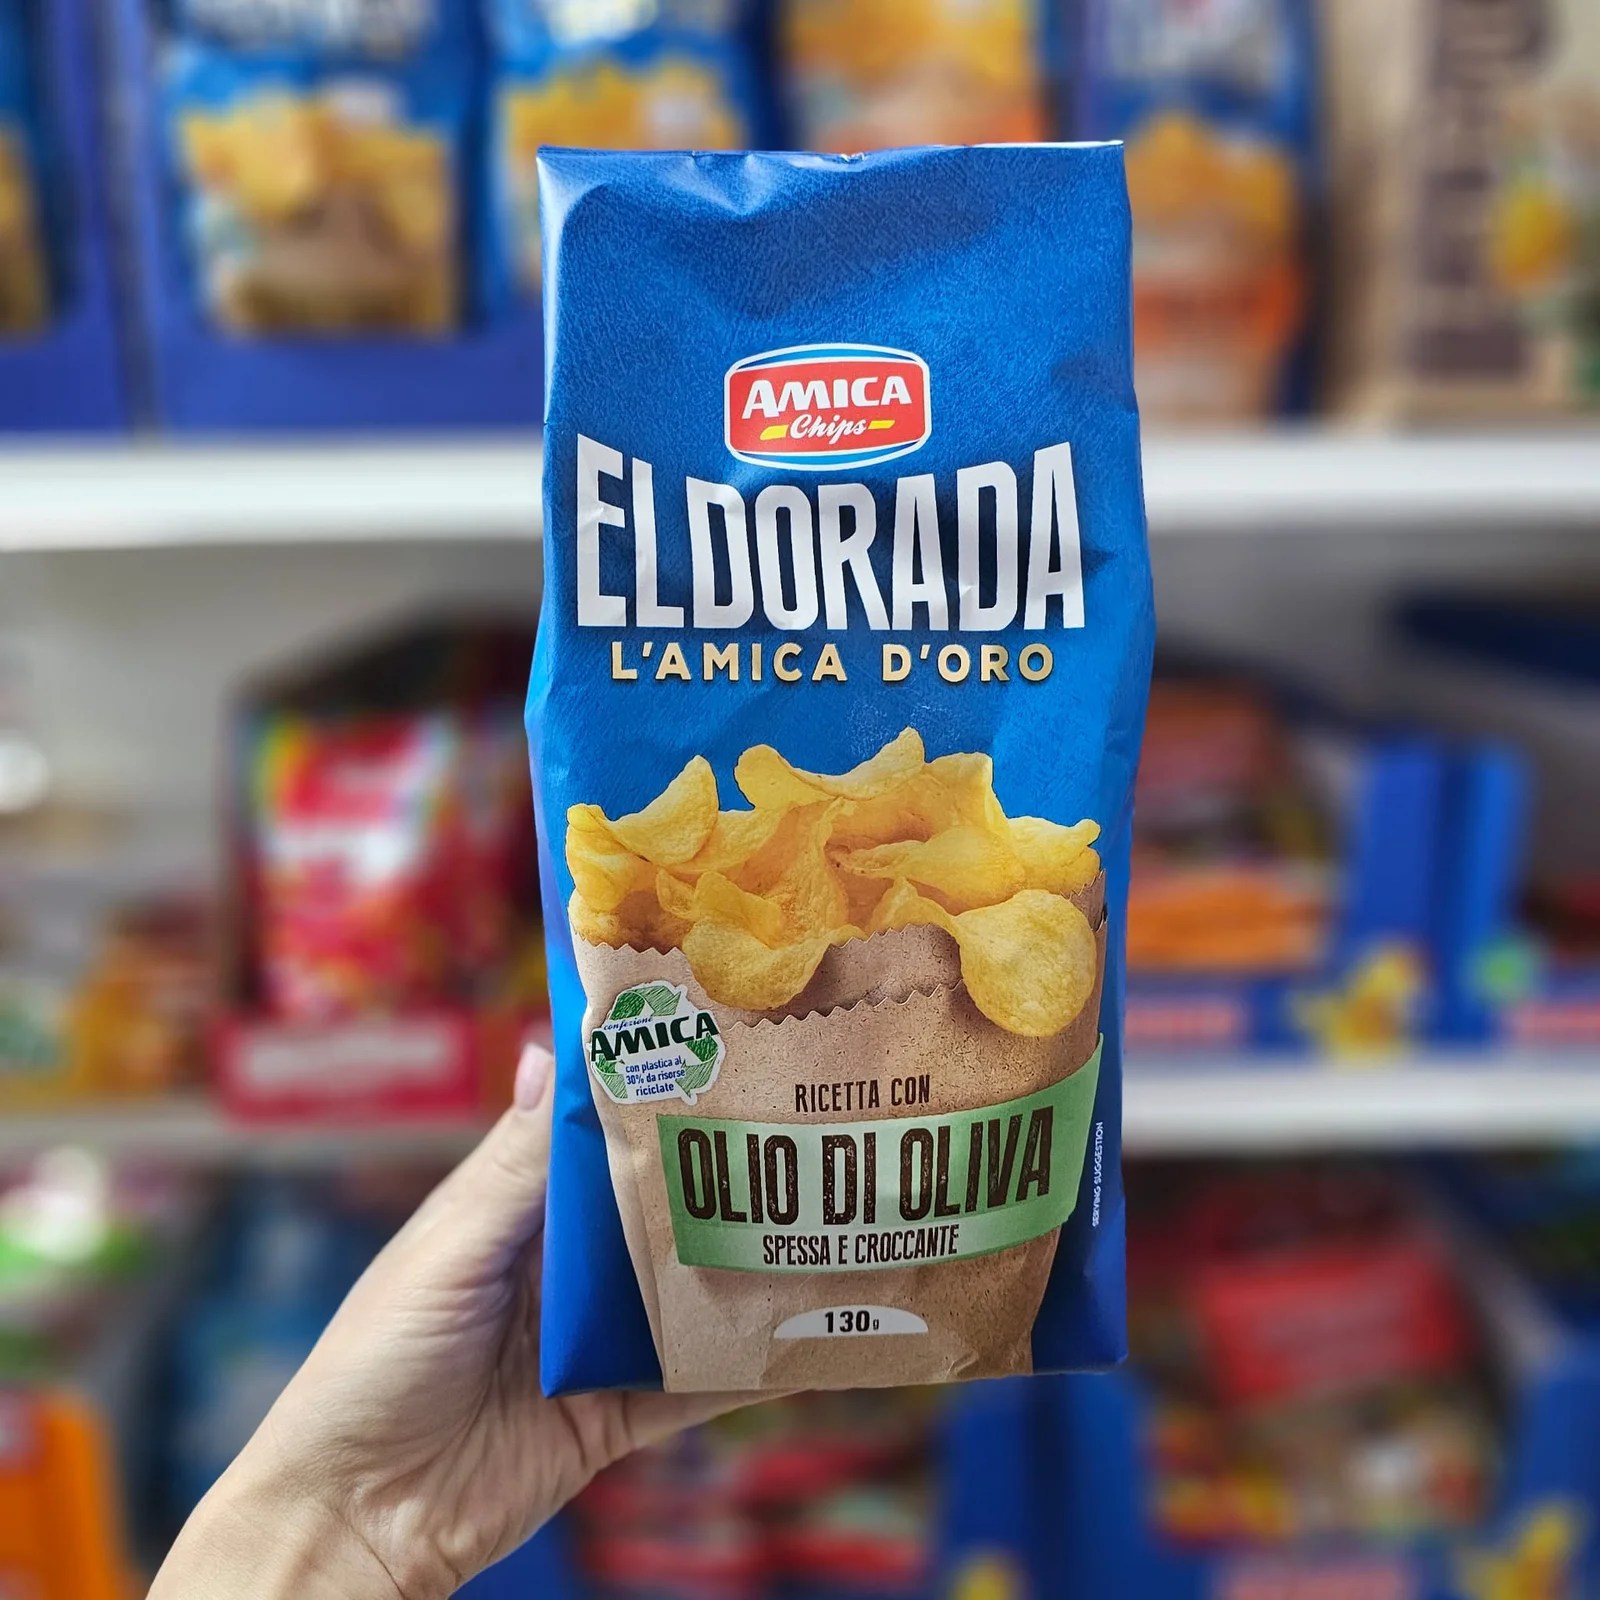 AMICA
Chips
ELDORADA
L'AMICA D'ORO
confezione
AMICA
con plastica al
30% da risorse
riciclate
RICETTA CON
OLIO DI OLIVA
SPESSA E CROCCANTE
SERVING SUGGESTION
130g